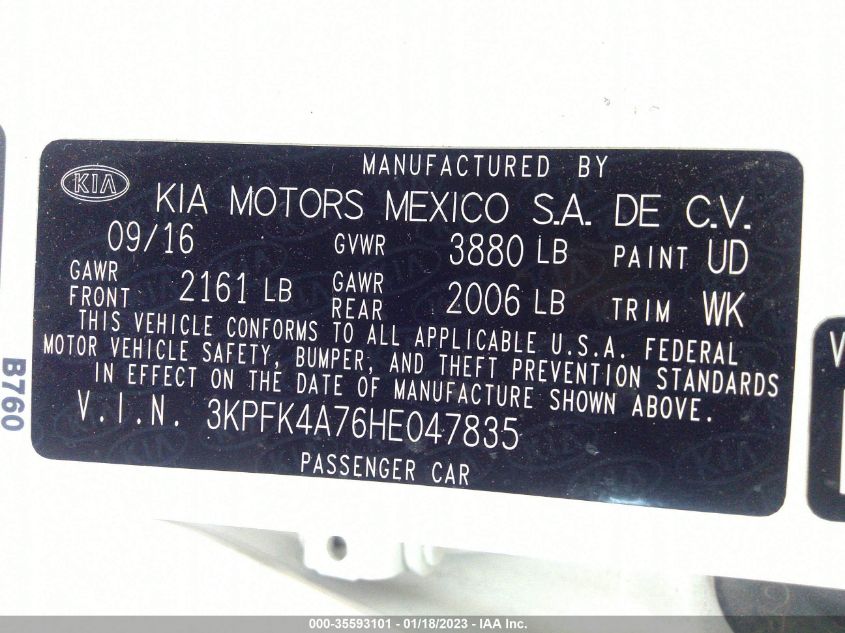 MANUFACTURED BY
KIA KIA MOTORS MEXICO S.A. DE C.V.
09/16 GVWR 3880 LB PAINT UD
GAWR FRONT 2161 LB GAWR REAR 2006 LB TRIM WK
THIS VEHICLE CONFORMS TO ALL APPLICABLE U.S.A. FEDERAL
MOTOR VEHICLE SAFETY, BUMPER, AND THEFT PREVENTION STANDARDS
IN EFFECT ON THE DATE OF MANUFACTURE SHOWN ABOVE.
V.I.N. 3KPFK4A76HE047835
PASSENGER CAR
B760
V
000-35593101 - 01/18/2023 - IAA Inc.